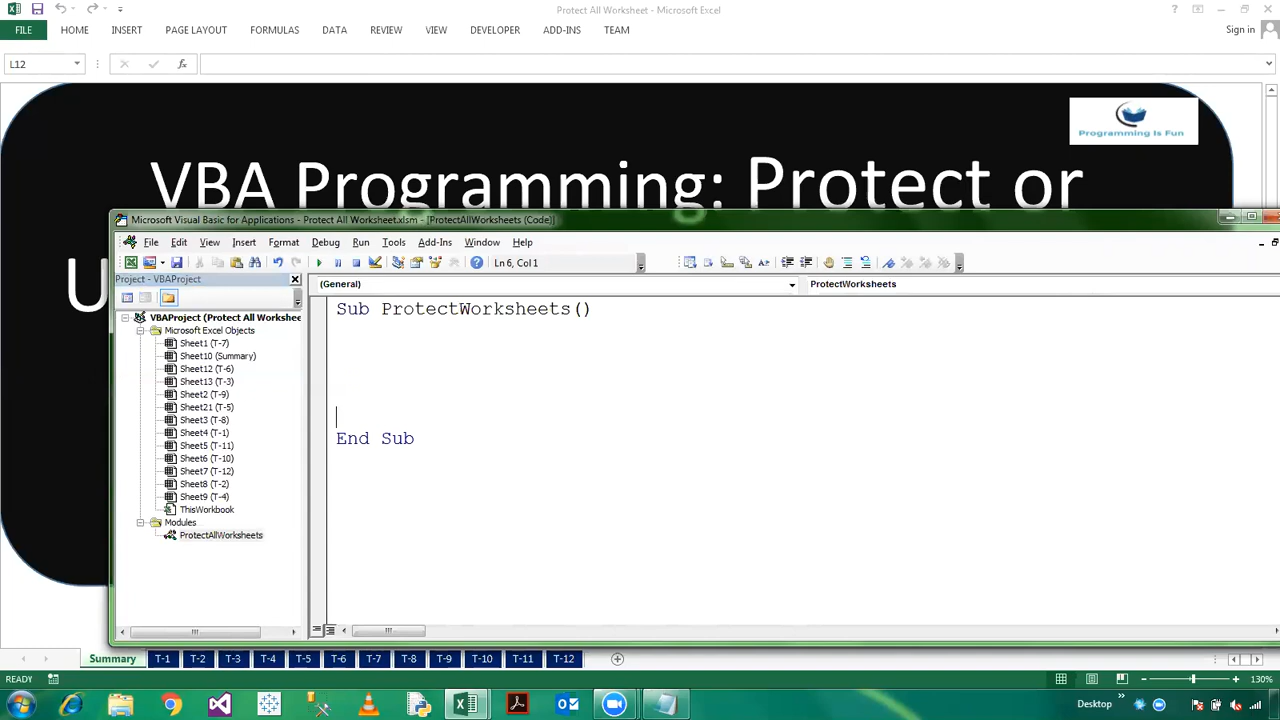 Protect All Worksheet - Microsoft Excel
FILE HOME INSERT PAGE LAYOUT FORMULAS DATA REVIEW VIEW DEVELOPER ADD-INS TEAM Sign in
L12 fx
Programming Is Fun
VBA Programming: Protect or
U
Microsoft Visual Basic for Applications - Protect All Worksheet.xlsm - [ProtectAllWorksheets (Code)]
File Edit View Insert Format Debug Run Tools Add-Ins Window Help
Ln 6, Col 1
Project - VBAProject
(General) ProtectWorksheets
VBAProject (Protect All Workshee
Microsoft Excel Objects
Sheet1 (T-7)
Sheet10 (Summary)
Sheet12 (T-6)
Sheet13 (T-3)
Sheet2 (T-9)
Sheet21 (T-5)
Sheet3 (T-8)
Sheet4 (T-1)
Sheet5 (T-11)
Sheet6 (T-10)
Sheet7 (T-12)
Sheet8 (T-2)
Sheet9 (T-4)
ThisWorkbook
Modules
ProtectAllWorksheets
Sub ProtectWorksheets()
End Sub
Summary T-1 T-2 T-3 T-4 T-5 T-6 T-7 T-8 T-9 T-10 T-11 T-12
READY 130%
Desktop